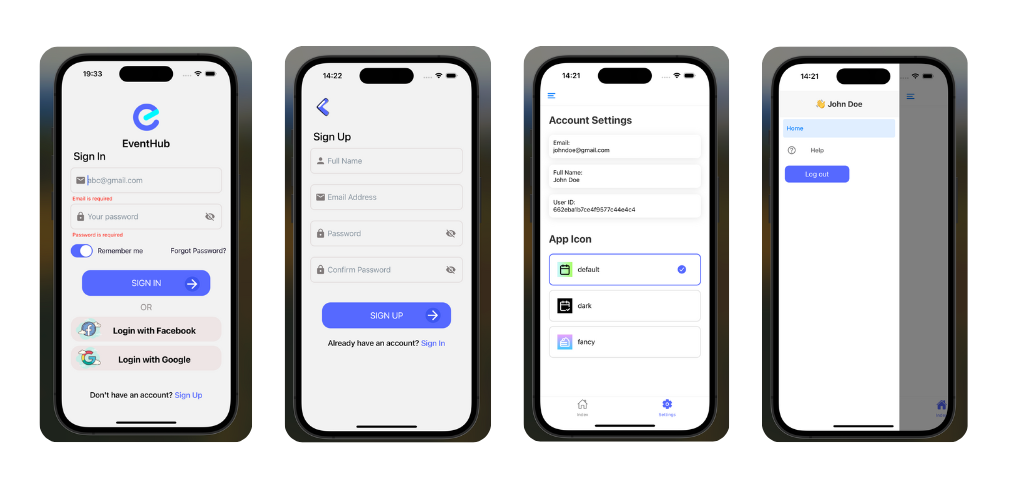 19:33
EventHub
Sign In
abc@gmail.com
Email is required
Your password
Password is required
Remember me
Forgot Password?
SIGN IN
OR
Login with Facebook
Login with Google
Don't have an account? Sign Up
14:22
Sign Up
Full Name
Email Address
Password
Confirm Password
SIGN UP
Already have an account? Sign In
14:21
Account Settings
Email:
johndoe@gmail.com
Full Name:
John Doe
User ID:
662eba1b7ce4f9577c44e4c4
App Icon
default
dark
fancy
Index
Settings
14:21
John Doe
Home
Help
Log out